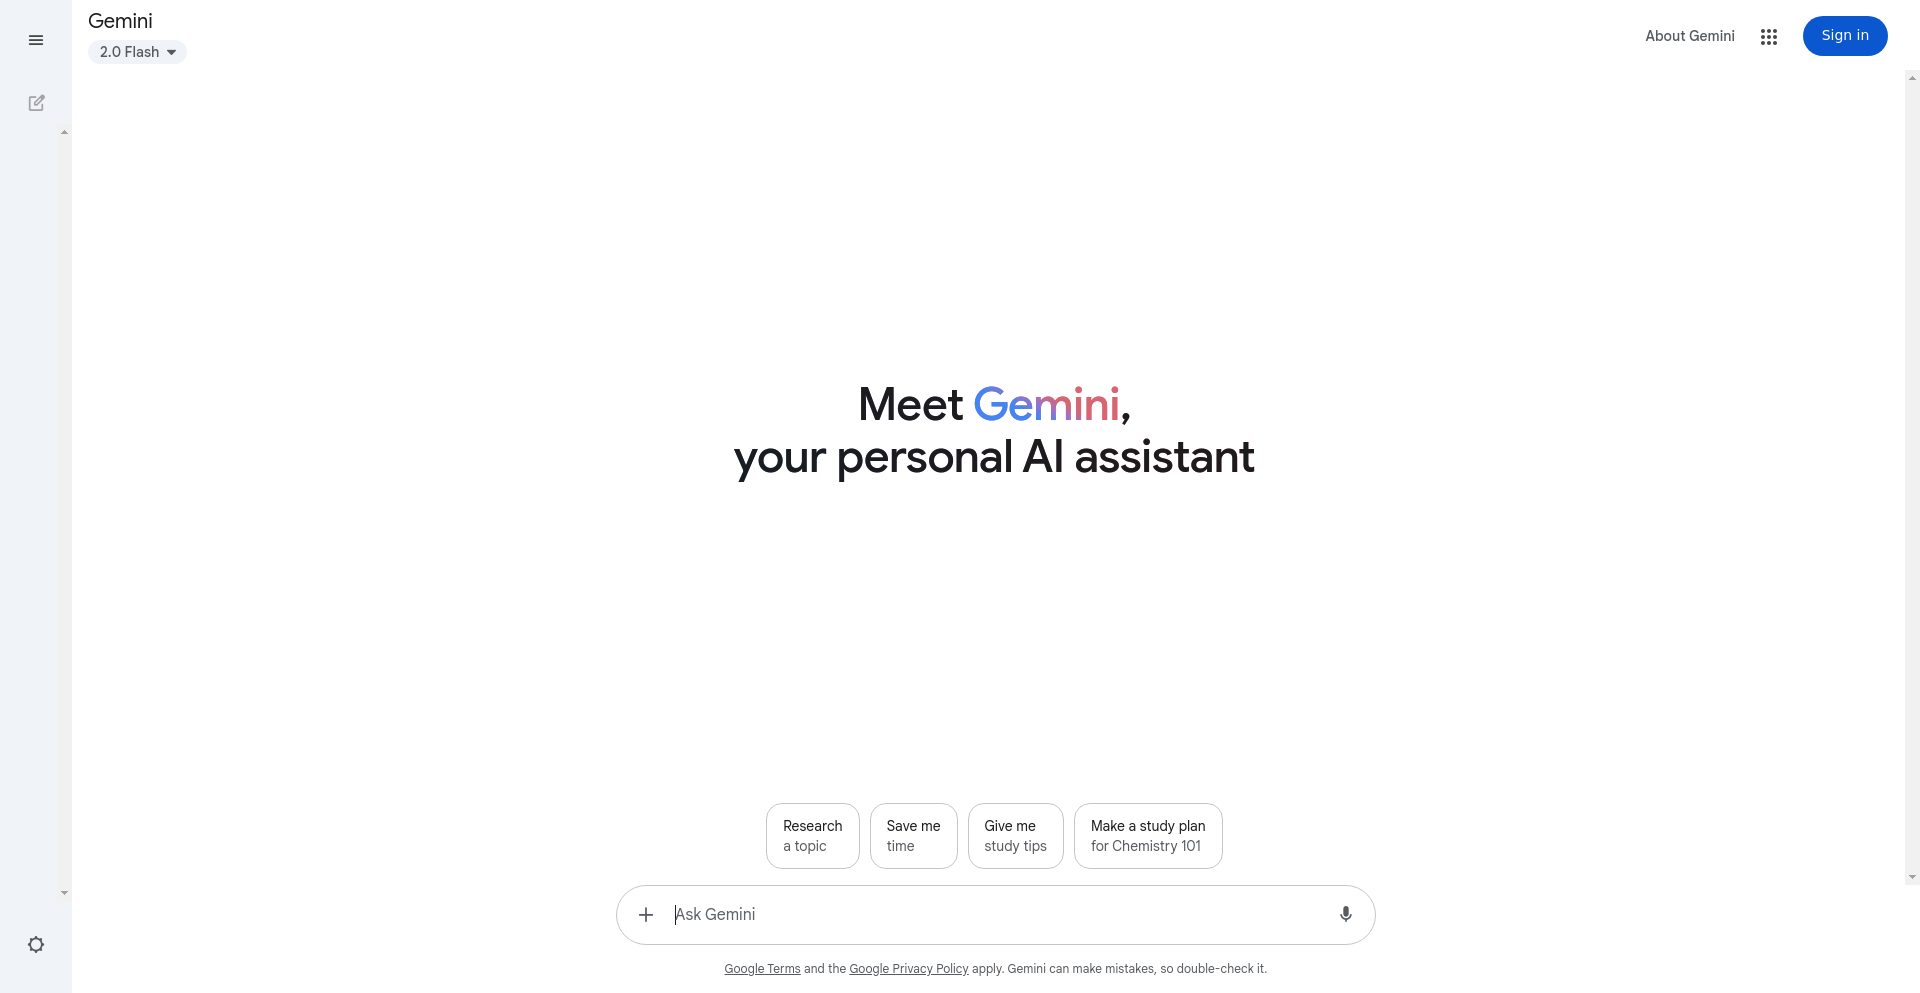 Gemini
2.0 Flash
About Gemini
Sign in
Meet Gemini,
your personal AI assistant
Research
a topic
Save me
time
Give me
study tips
Make a study plan
for Chemistry 101
Ask Gemini
Google Terms and the Google Privacy Policy apply. Gemini can make mistakes, so double-check it.